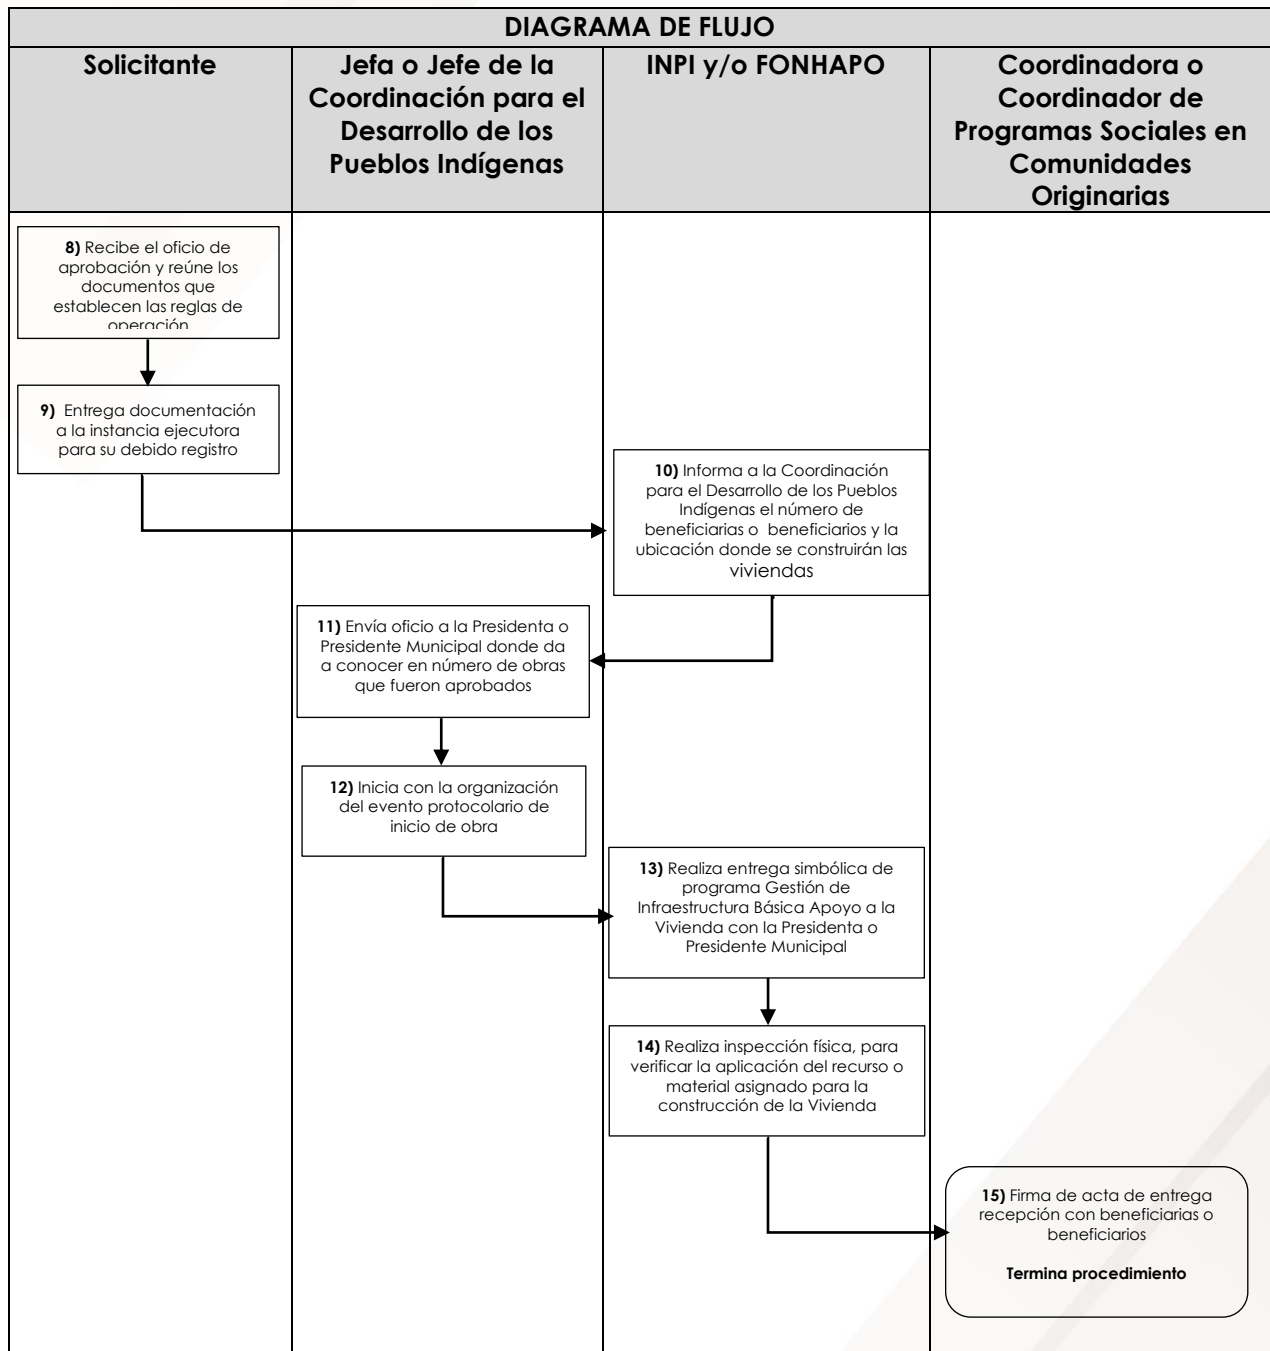 DIAGRAMA DE FLUJO
Solicitante
Jefa o Jefe de la
Coordinación para el
Desarrollo de los
Pueblos Indígenas
INPI y/o FONHAPO
Coordinadora o
Coordinador de
Programas Sociales en
Comunidades
Originarias
8) Recibe el oficio de
aprobación y reúne los
documentos que
establecen las reglas de
operación
9) Entrega documentación
a la instancia ejecutora
para su debido registro
10) Informa a la Coordinación
para el Desarrollo de los Pueblos
Indígenas el número de
beneficiarias o beneficiarios y la
ubicación donde se construirán las
viviendas
11) Envía oficio a la Presidenta o
Presidente Municipal donde da
a conocer en número de obras
que fueron aprobados
12) Inicia con la organización
del evento protocolario de
inicio de obra
13) Realiza entrega simbólica de
programa Gestión de
Infraestructura Básica Apoyo a la
Vivienda con la Presidenta o
Presidente Municipal
14) Realiza inspección física, para
verificar la aplicación del recurso o
material asignado para la
construcción de la Vivienda
15) Firma de acta de entrega
recepción con beneficiarias o
beneficiarios
Termina procedimiento